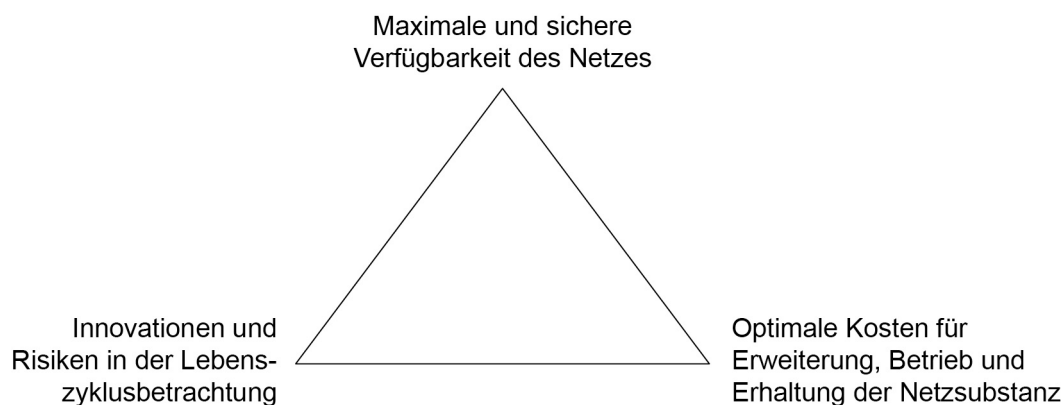 Maximale und sichere
Verfügbarkeit des Netzes
Innovationen und
Risiken in der Lebens-
zyklusbetrachtung
Optimale Kosten für
Erweiterung, Betrieb und
Erhaltung der Netzsubstanz